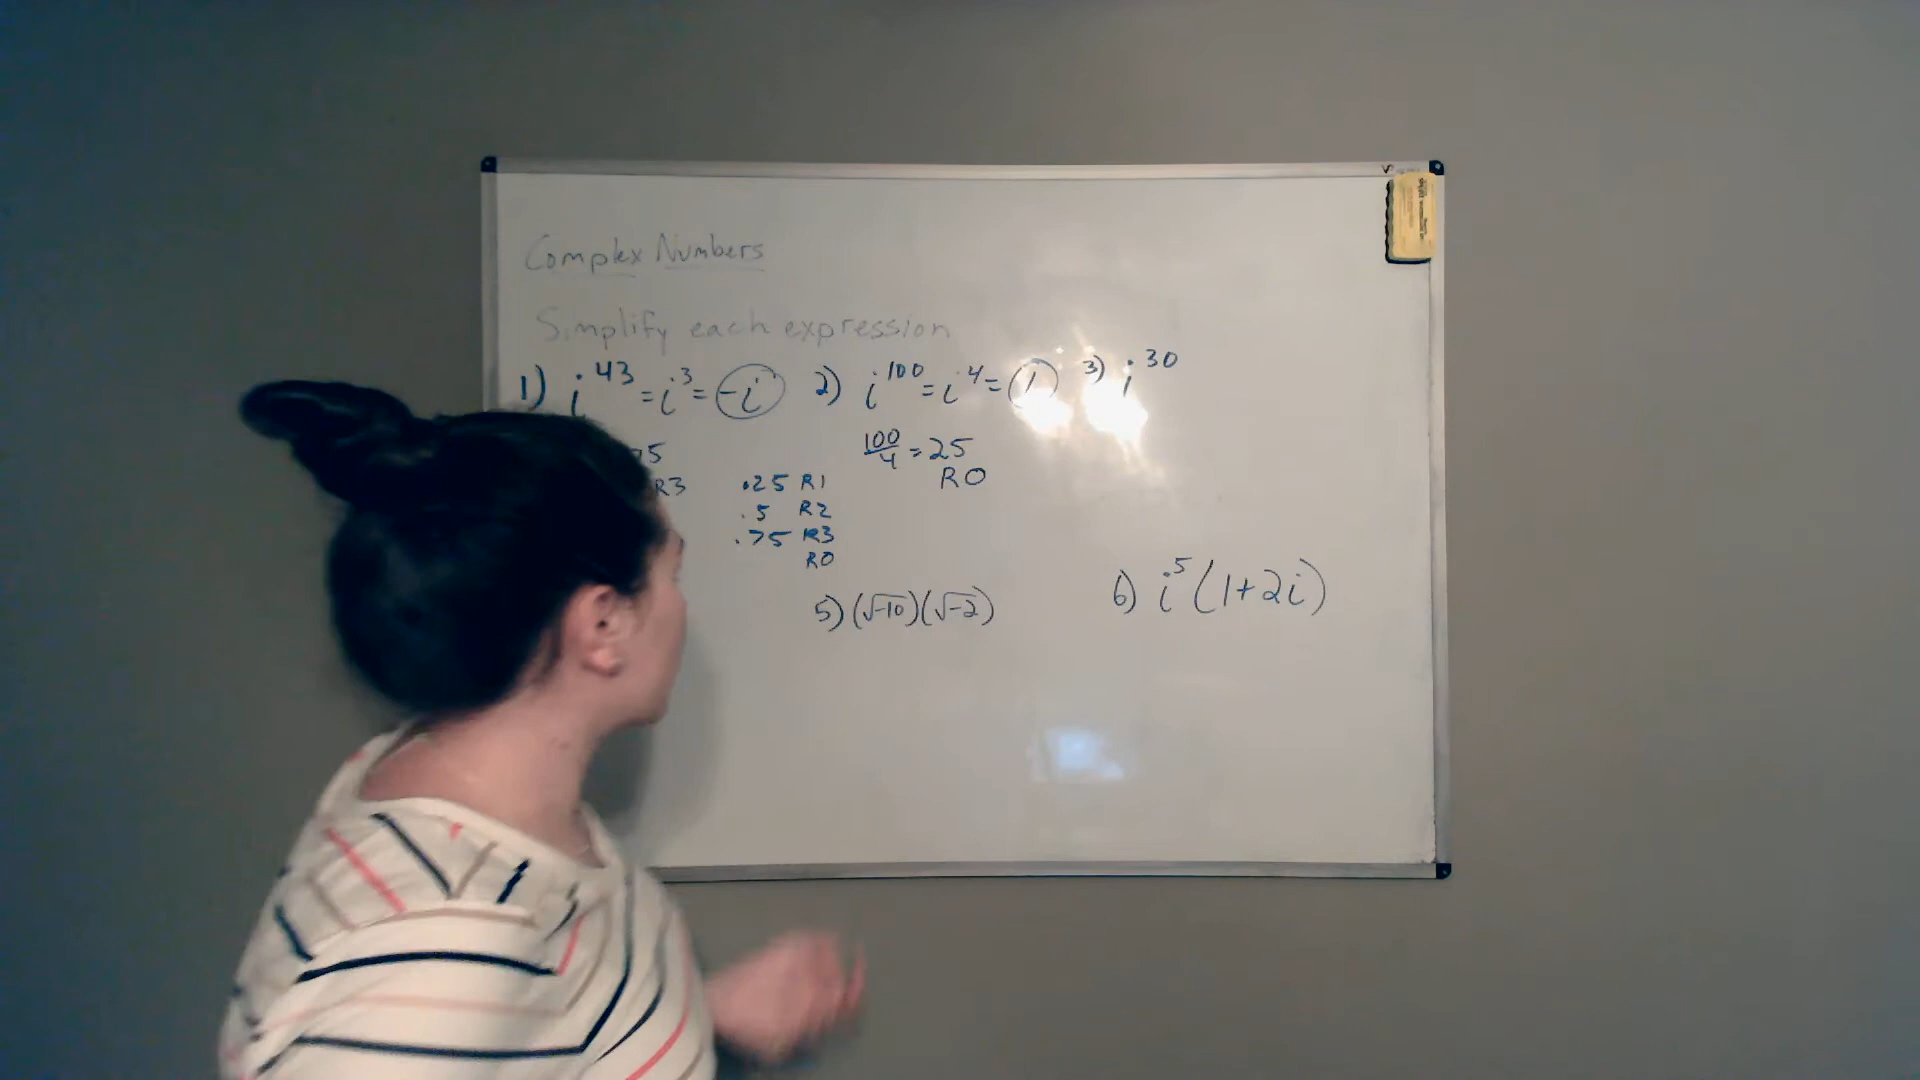 Complex Numbers
Simplify each expression
1) i^43 = i^3 = -i 2) i^100 = i^4 = 1 3) i^30
75 100/4 = 25
R3 .25 R1 R0
.5 R2
.75 R3
R0
5) (√-10)(√-2) 6) i^5 (1+2i)